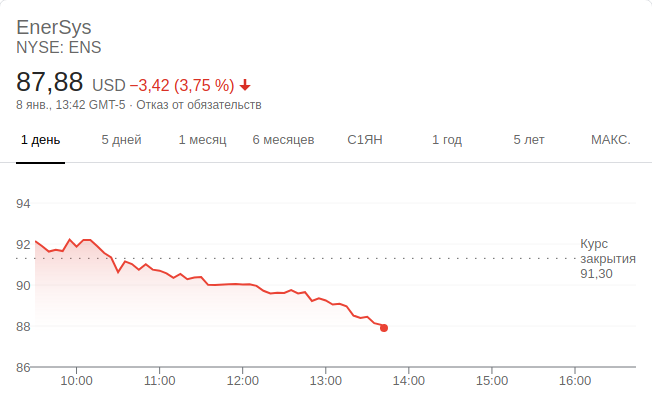 EnerSys
NYSE: ENS
87,88 USD −3,42 (3,75 %) ↓
8 янв., 13:42 GMT-5 · Отказ от обязательств
1 день 5 дней 1 месяц 6 месяцев С1ЯН 1 год 5 лет МАКС.
94
92
90
88
86
Курс
закрытия
91,30
10:00 11:00 12:00 13:00 14:00 15:00 16:00